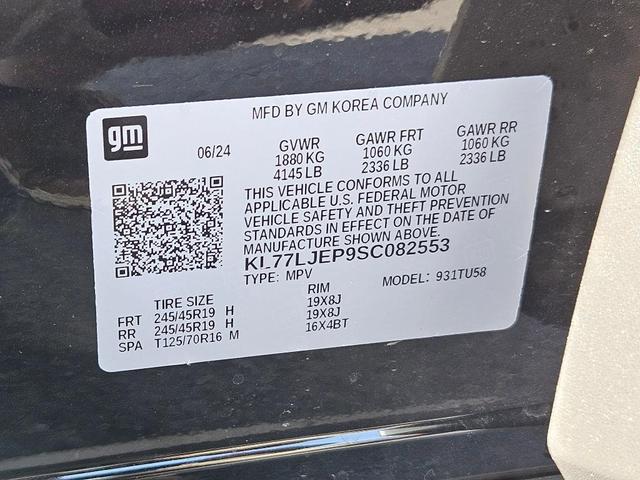 MFD BY GM KOREA COMPANY
gm
06/24
GVWR GAWR FRT GAWR RR
1880 KG 1060 KG 1060 KG
4145 LB 2336 LB 2336 LB
THIS VEHICLE CONFORMS TO ALL
APPLICABLE U.S. FEDERAL MOTOR
VEHICLE SAFETY AND THEFT PREVENTION
STANDARDS IN EFFECT ON THE DATE OF
MANUFACTURE SHOWN ABOVE.
KL77LJEP9SC082553
TYPE: MPV MODEL: 931TU58
TIRE SIZE RIM
FRT 245/45R19 H 19X8J
RR 245/45R19 H 19X8J
SPA T125/70R16 M 16X4BT